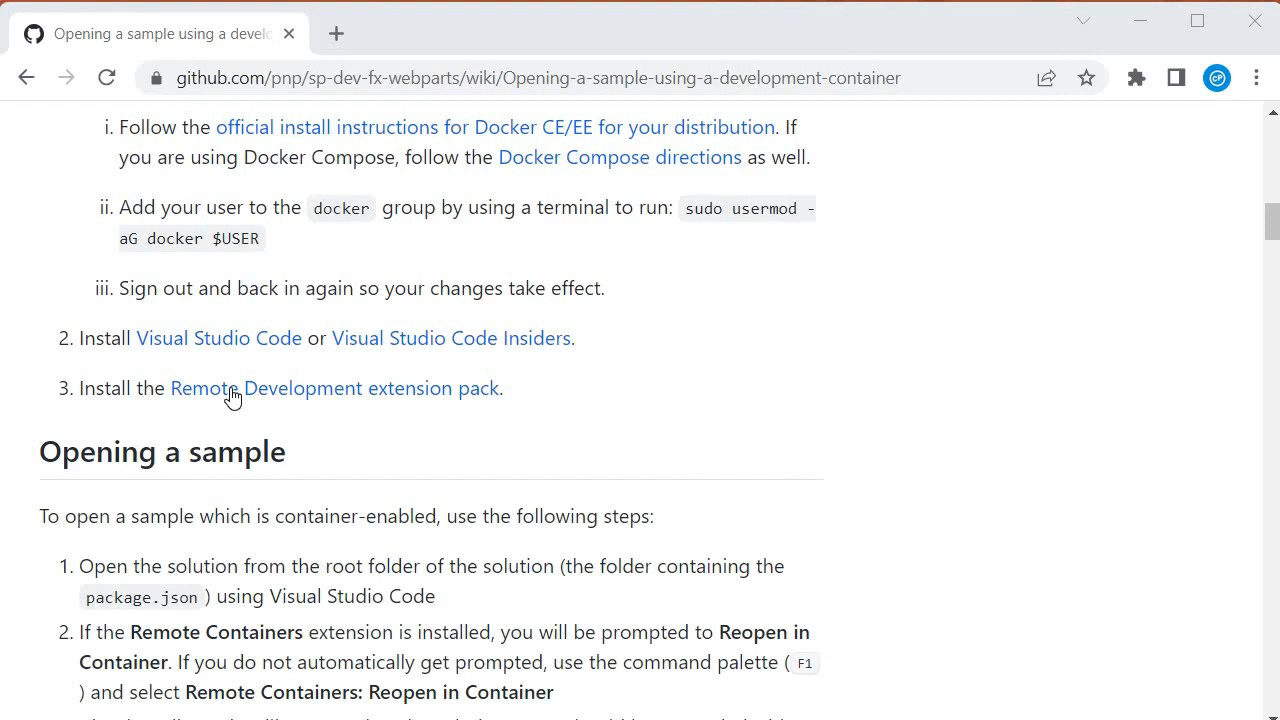 Opening a sample using a develo
github.com/pnp/sp-dev-fx-webparts/wiki/Opening-a-sample-using-a-development-container
CP
i. Follow the official install instructions for Docker CE/EE for your distribution. If
you are using Docker Compose, follow the Docker Compose directions as well.
ii. Add your user to the docker group by using a terminal to run: sudo usermod -
aG docker $USER
iii. Sign out and back in again so your changes take effect.
2. Install Visual Studio Code or Visual Studio Code Insiders.
3. Install the Remote Development extension pack.
Opening a sample
To open a sample which is container-enabled, use the following steps:
1. Open the solution from the root folder of the solution (the folder containing the
package.json ) using Visual Studio Code
2. If the Remote Containers extension is installed, you will be prompted to Reopen in
Container. If you do not automatically get prompted, use the command palette ( F1
) and select Remote Containers: Reopen in Container